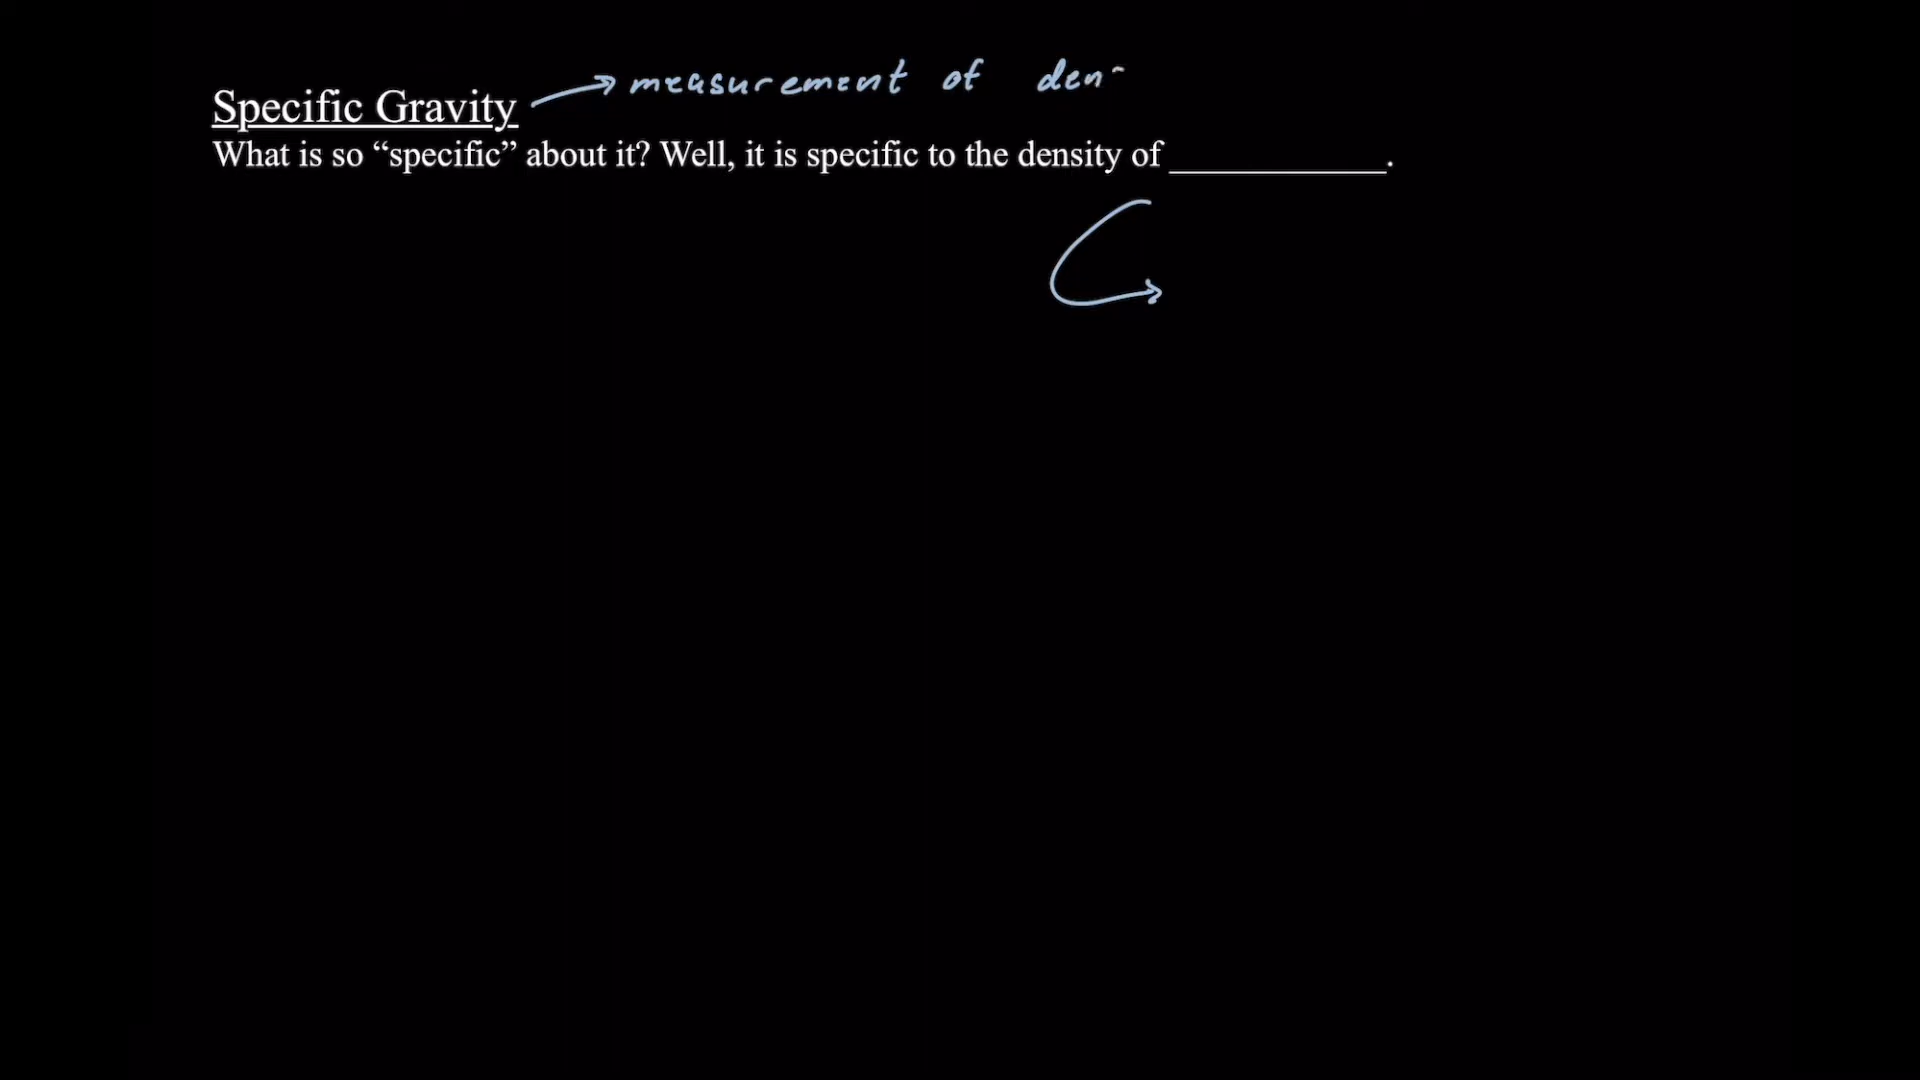 Specific Gravity → measurement of den
What is so “specific” about it? Well, it is specific to the density of ____________.